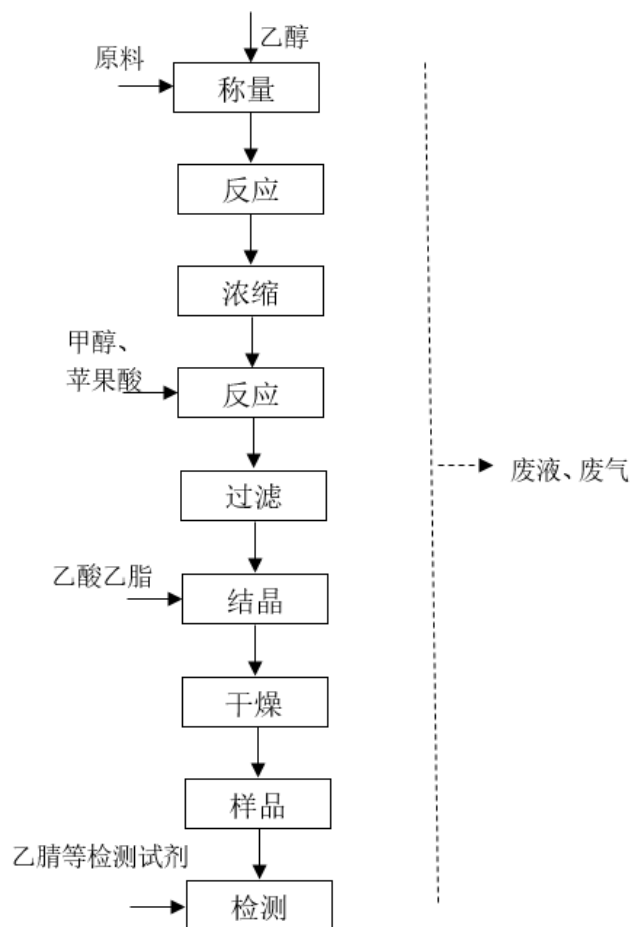 乙醇
原料
称量
反应
浓缩
甲醇、
苹果酸
反应
废液、废气
过滤
乙酸乙脂
结晶
干燥
样品
乙腈等检测试剂
检测